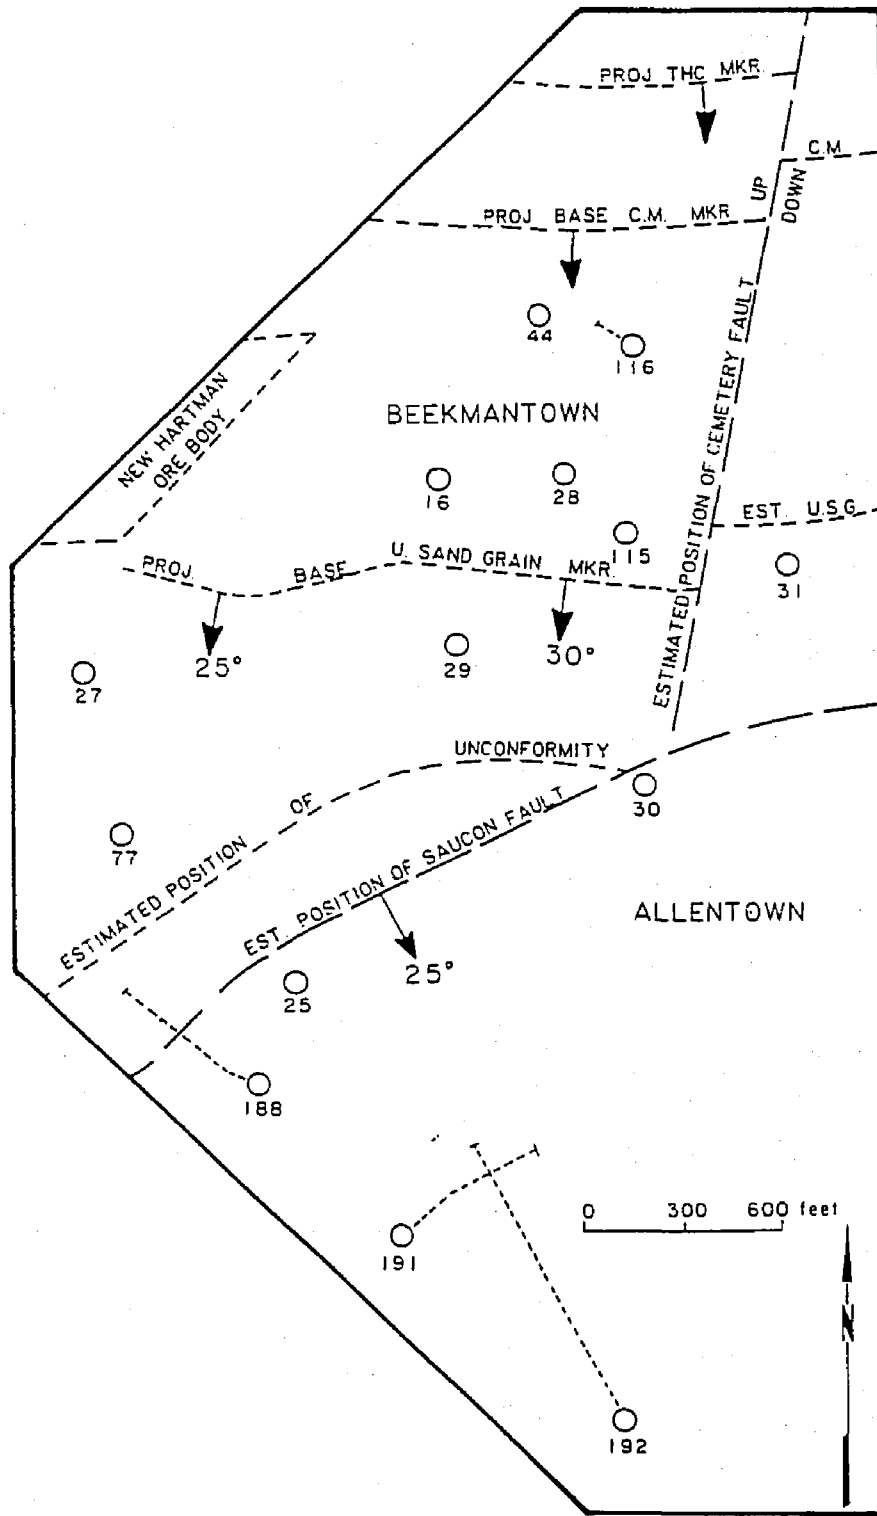 PROJ THC MKR.
C.M.
UP
DOWN
PROJ BASE C.M. MKR
44
116
NEW HARTMAN
ORE BODY
BEEKMANTOWN
ESTIMATED POSITION OF CEMETERY FAULT
16
28
EST. U.S.G.
115
PROJ. BASE U. SAND GRAIN MKR.
31
25°
29
30°
27
UNCONFORMITY
ESTIMATED POSITION OF
30
77
EST. POSITION OF SAUCON FAULT
ALLENTOWN
25°
25
188
0 300 600 feet
191
N
192